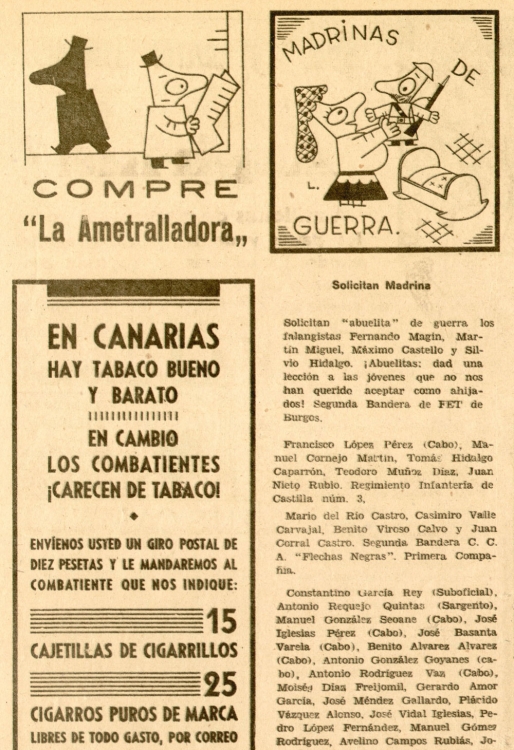 COMPRE
"La Ametralladora„
MADRINAS
DE
L.
GUERRA.
EN CANARIAS
HAY TABACO BUENO
Y BARATO
EN CAMBIO
LOS COMBATIENTES
¡CARECEN DE TABACO!
ENVÍENOS USTED UN GIRO POSTAL DE
DIEZ PESETAS Y LE MANDAREMOS AL
COMBATIENTE QUE NOS INDIQUE:
15
CAJETILLAS DE CIGARRILLOS
25
CIGARROS PUROS DE MARCA
LIBRES DE TODO GASTO, POR CORREO
Solicitan Madrina
Solicitan "abuelita" de guerra los
falangistas Fernando Magin, Mar-
tín Miguel, Máximo Castello y Sil-
vio Hidalgo. ¡Abuelitas: dad una
lección a las jóvenes que no nos
han querido aceptar como ahija-
dos! Segunda Bandera de FET de
Burgos.
Francisco López Pérez (Cabo), Ma-
nuel Cornejo Martín, Tomás Hidalgo
Caparrón, Teodoro Muñoz Díaz, Juan
Nieto Rubio. Regimiento Infantería de
Castilla núm. 3.
Mario del Río Castro, Casimiro Valle
Carvajal, Benito Viroso Calvo y Juan
Corral Castro. Segunda Bandera C. C.
A. "Flechas Negras". Primera Compa-
ñía.
Constantino García Rey (Suboficial),
Antonio Requejo Quintas (Sargento),
Manuel González Seoane (Cabo), José
Iglesias Pérez (Cabo), José Basanta
Varela (Cabo), Benito Alvarez Alvarez
(Cabo), Antonio González Goyanes (ca-
bo), Antonio Rodríguez Vaz (Cabo),
Moisés Días Freijomil, Gerardo Amor
García, José Méndez Gallardo, Plácido
Vázquez Alonso, José Vidal Iglesias, Pe-
dro López Fernández, Manuel Gómez
Rodríguez, Avelino Campos Rubiás, Jo-